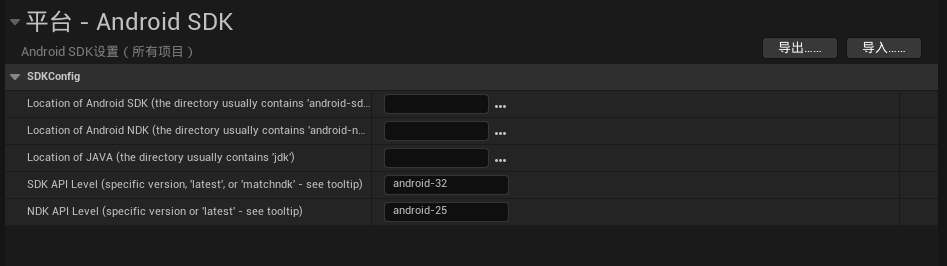 平台 - Android SDK
Android SDK设置（所有项目）
导出……
导入……
SDKConfig
Location of Android SDK (the directory usually contains 'android-sd...
Location of Android NDK (the directory usually contains 'android-n...
Location of JAVA (the directory usually contains 'jdk')
SDK API Level (specific version, 'latest', or 'matchndk' - see tooltip)
android-32
NDK API Level (specific version or 'latest' - see tooltip)
android-25